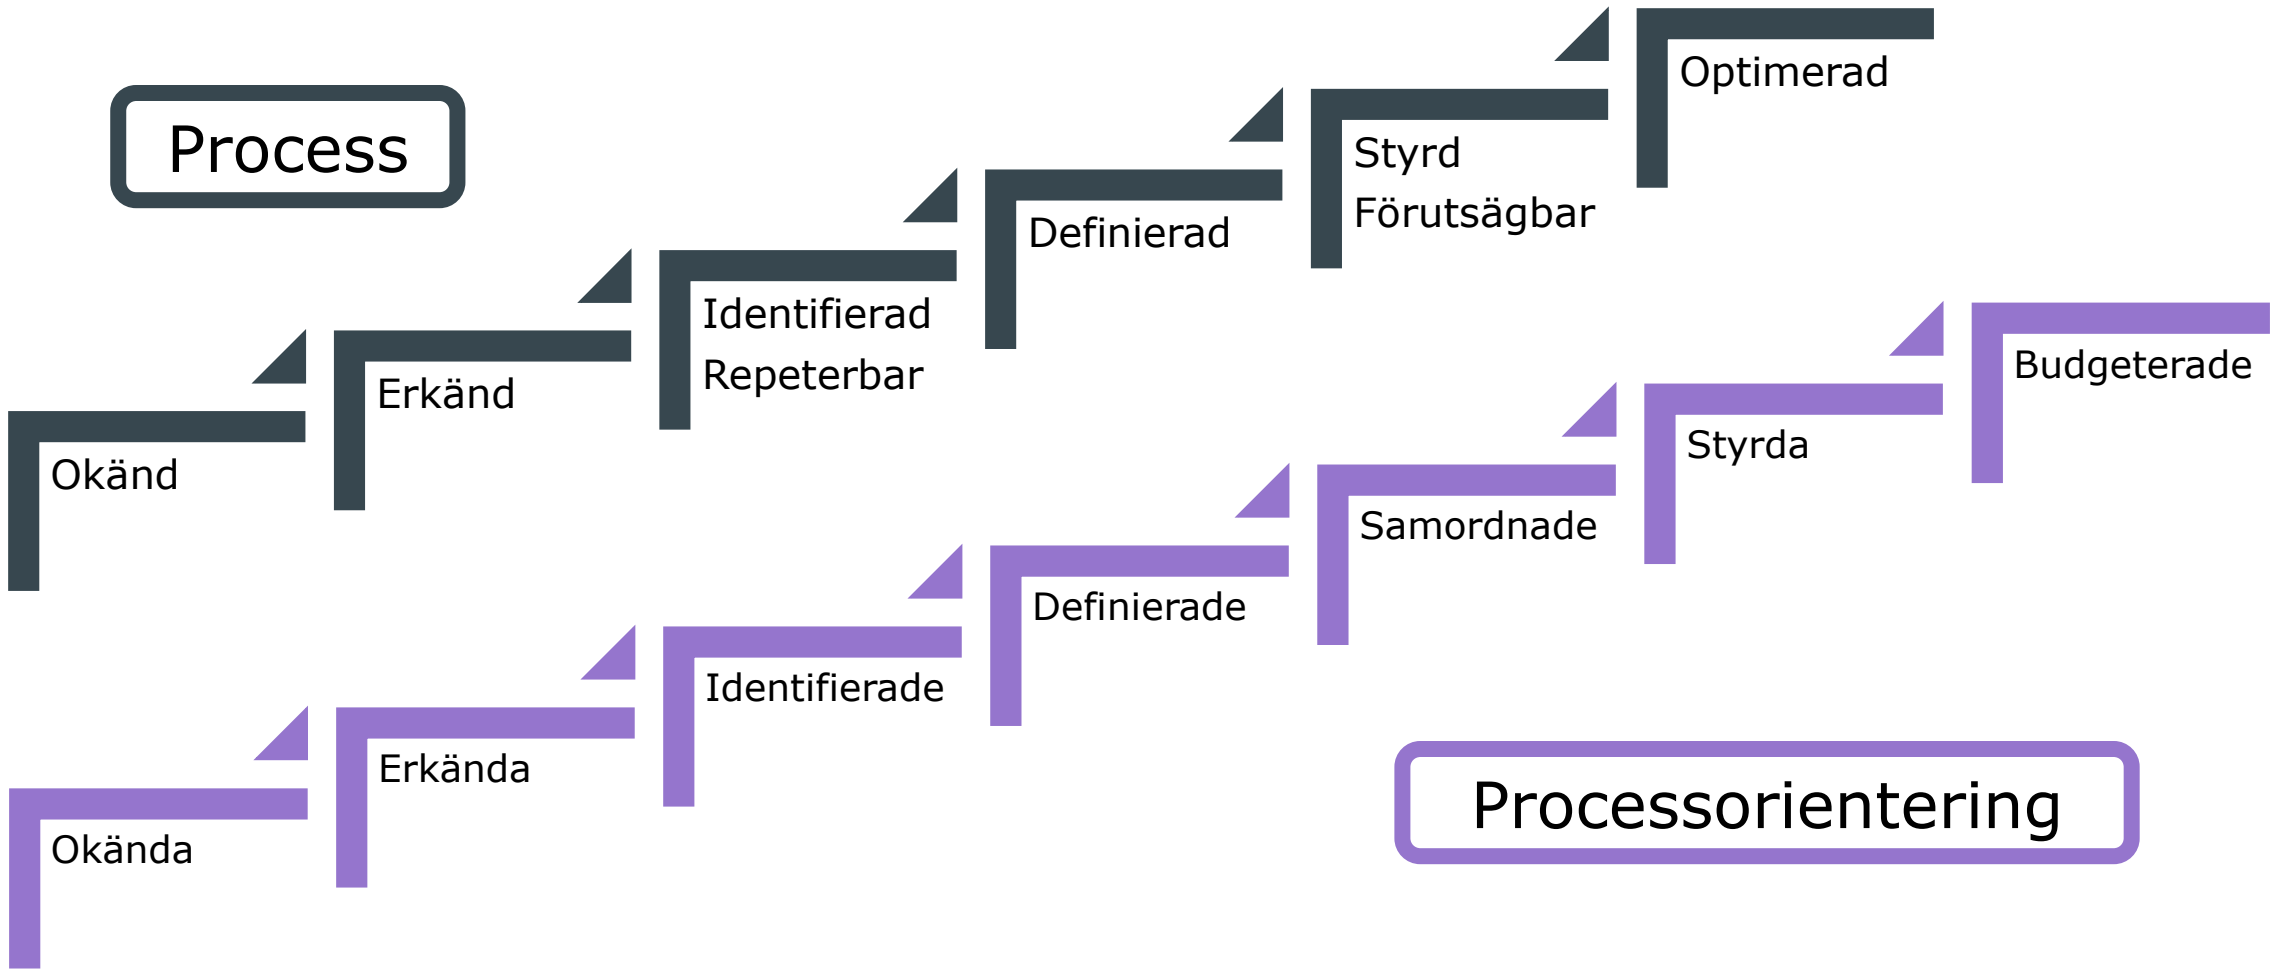 Process
Okänd
Erkänd
Identifierad
Repeterbar
Definierad
Styrd
Förutsägbar
Optimerad
Processorientering
Okända
Erkända
Identifierade
Definierade
Samordnade
Styrda
Budgeterade